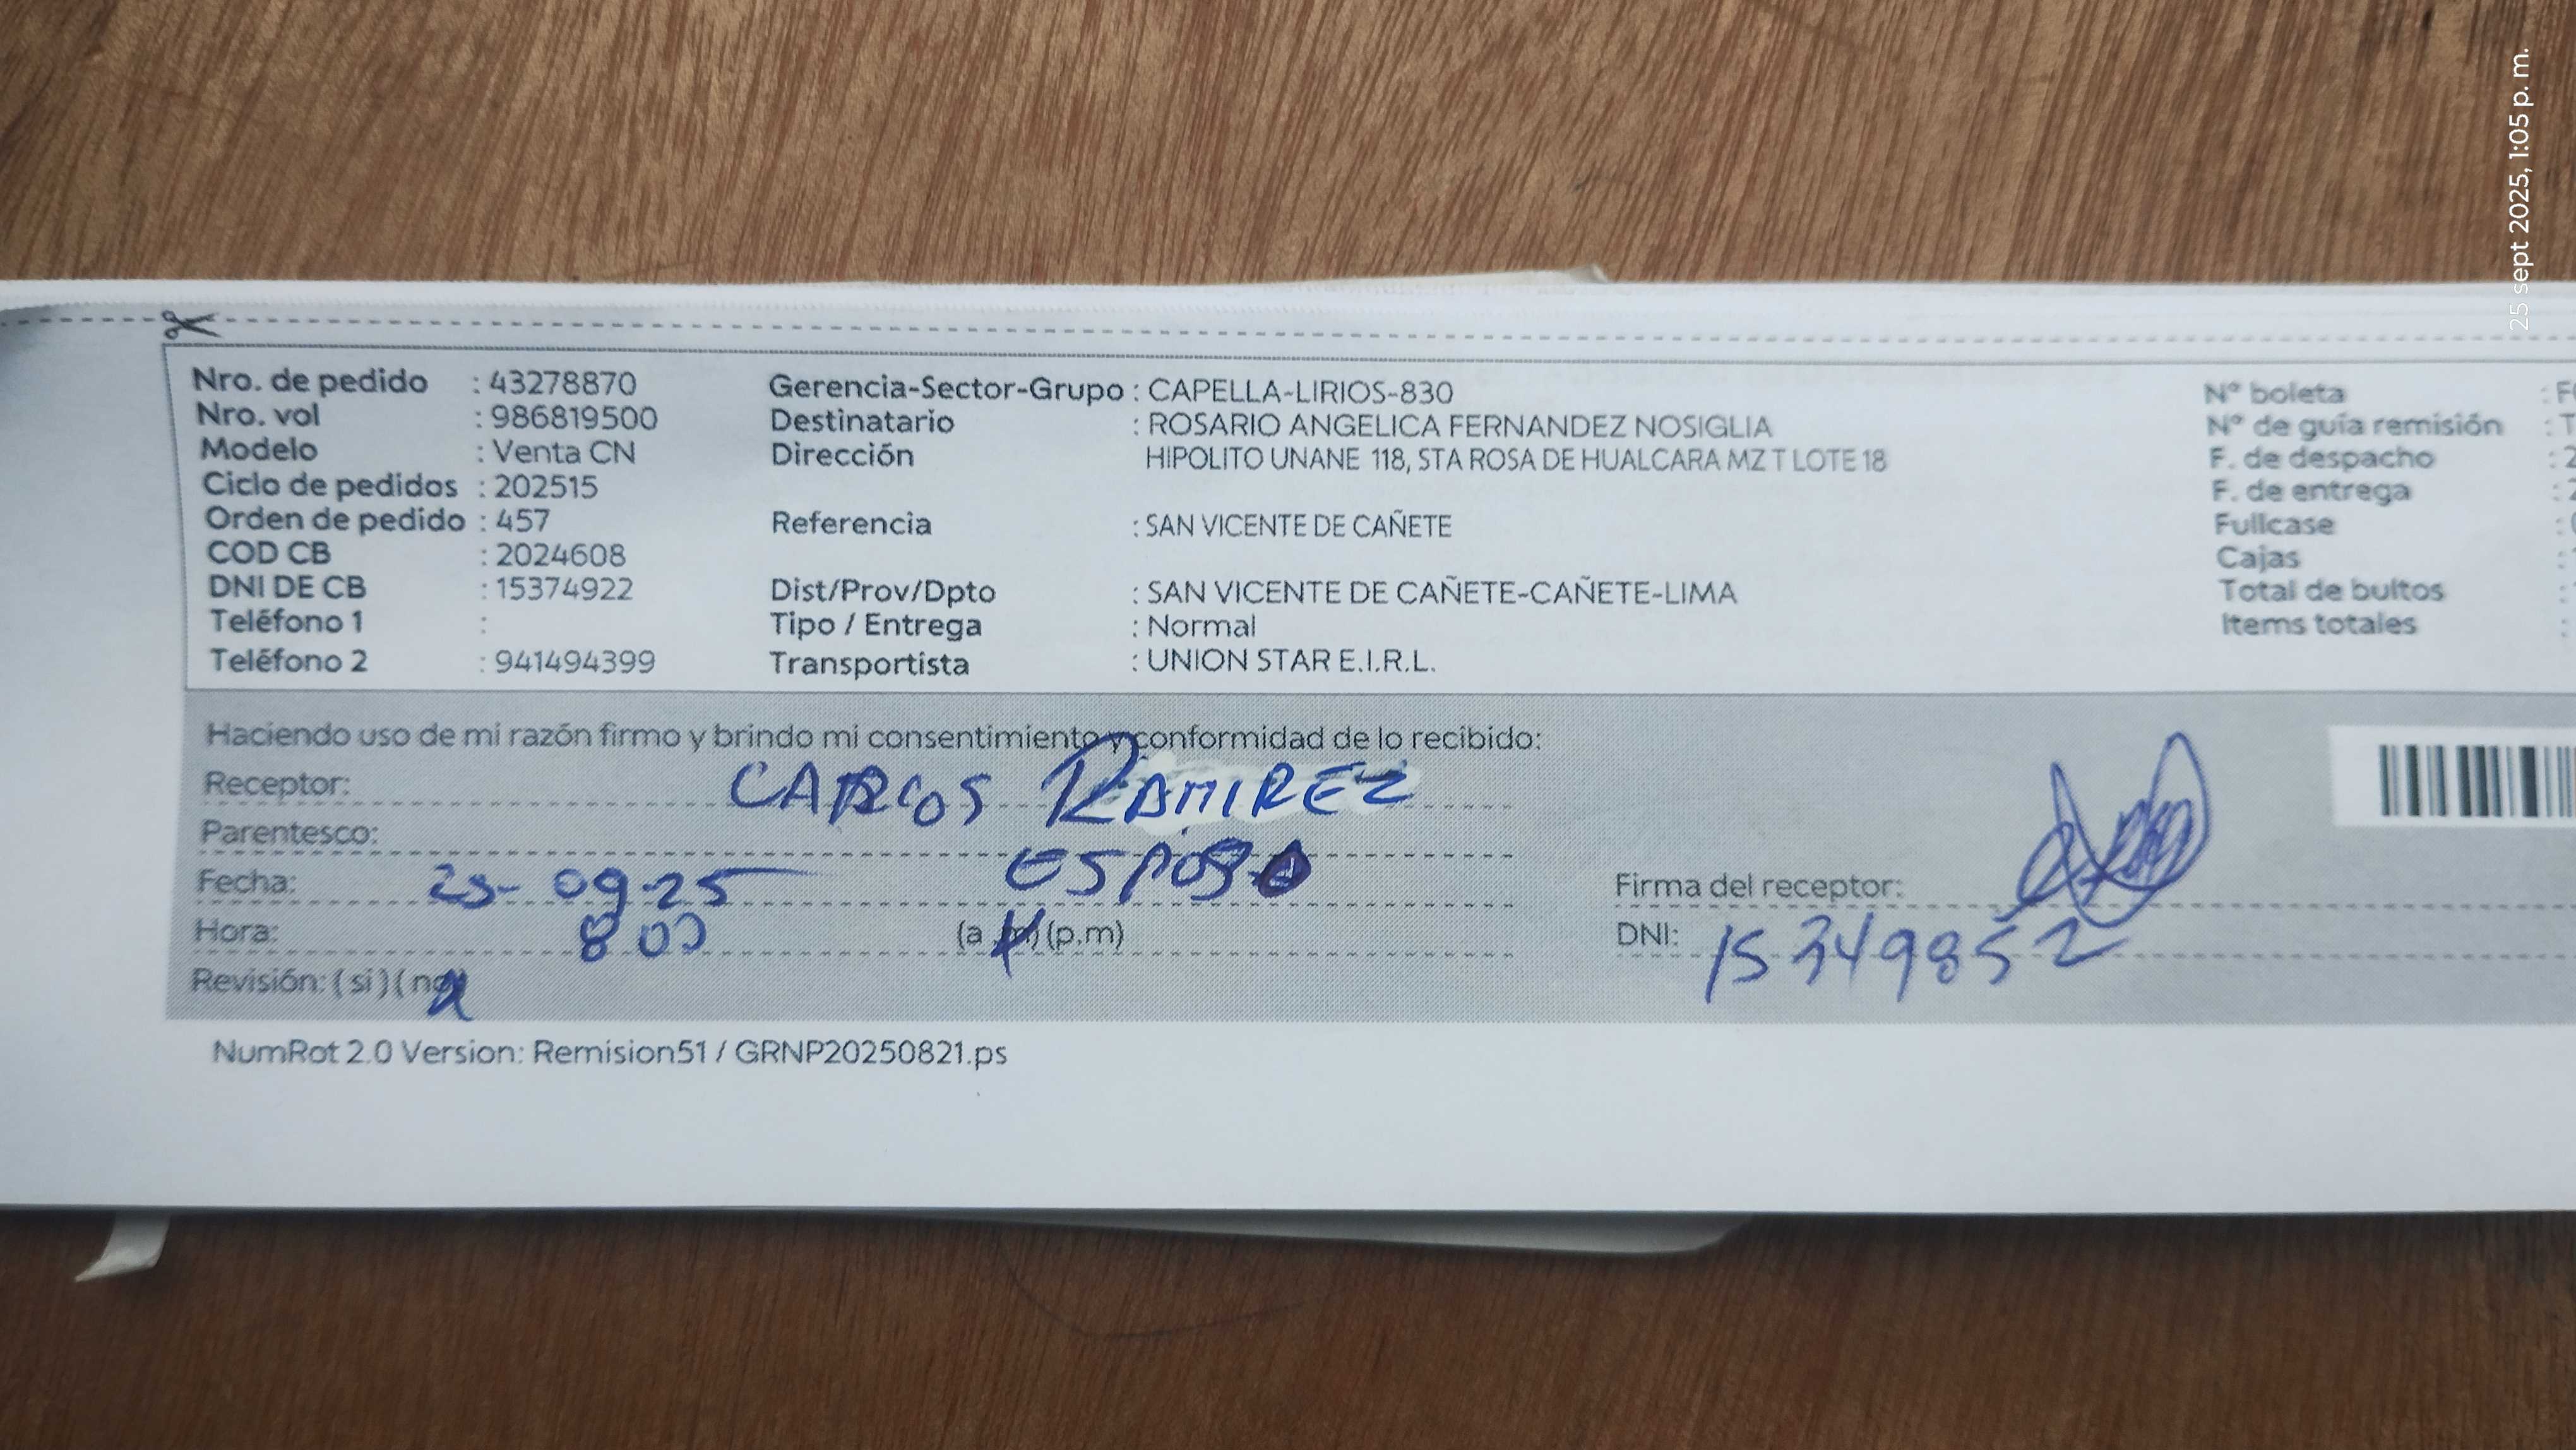 25 sept 2025, 1:05 p. m.
Nro. de pedido : 43278870
Nro. vol : 986819500
Modelo : Venta CN
Ciclo de pedidos : 202515
Orden de pedido : 457
COD CB : 2024608
DNI DE CB : 15374922
Teléfono 1 :
Teléfono 2 : 941494399
Gerencia-Sector-Grupo : CAPELLA-LIRIOS-830
Destinatario : ROSARIO ANGELICA FERNANDEZ NOSIGLIA
Dirección HIPOLITO UNANE 118, STA ROSA DE HUALCARA MZ T LOTE 18
Referencia : SAN VICENTE DE CAÑETE
Dist/Prov/Dpto : SAN VICENTE DE CAÑETE-CAÑETE-LIMA
Tipo / Entrega : Normal
Transportista : UNION STAR E.I.R.L.
N° boleta : F
N° de guía remisión : T
F. de despacho : 2
F. de entrega : 2
Fullcase :
Cajas :
Total de bultos :
Items totales :
Haciendo uso de mi razón firmo y brindo mi consentimiento y conformidad de lo recibido:
Receptor: CARLOS RAMIREZ
Parentesco: ESPOSO
Fecha: 25-09-25
Hora: 8 00 (a.m) (p.m)
Revisión: (si) (no)
Firma del receptor:
DNI: 15349852
NumRot 2.0 Version: Remision51 / GRNP20250821.ps